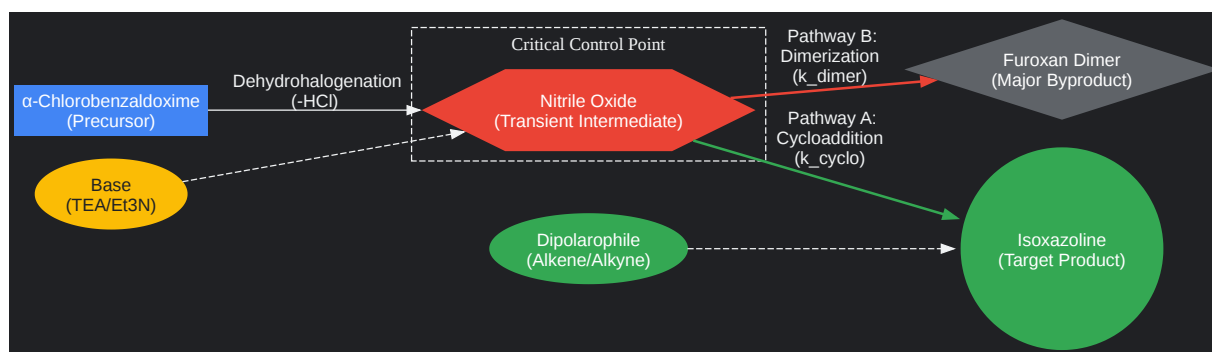 α-Chlorobenzaldoxime
(Precursor)
Base
(TEA/Et3N)
Dehydrohalogenation
(-HCl)
Critical Control Point
Nitrile Oxide
(Transient Intermediate)
Pathway B:
Dimerization
(k_dimer)
Pathway A:
Cycloaddition
(k_cyclo)
Furoxan Dimer
(Major Byproduct)
Dipolarophile
(Alkene/Alkyne)
Isoxazoline
(Target Product)